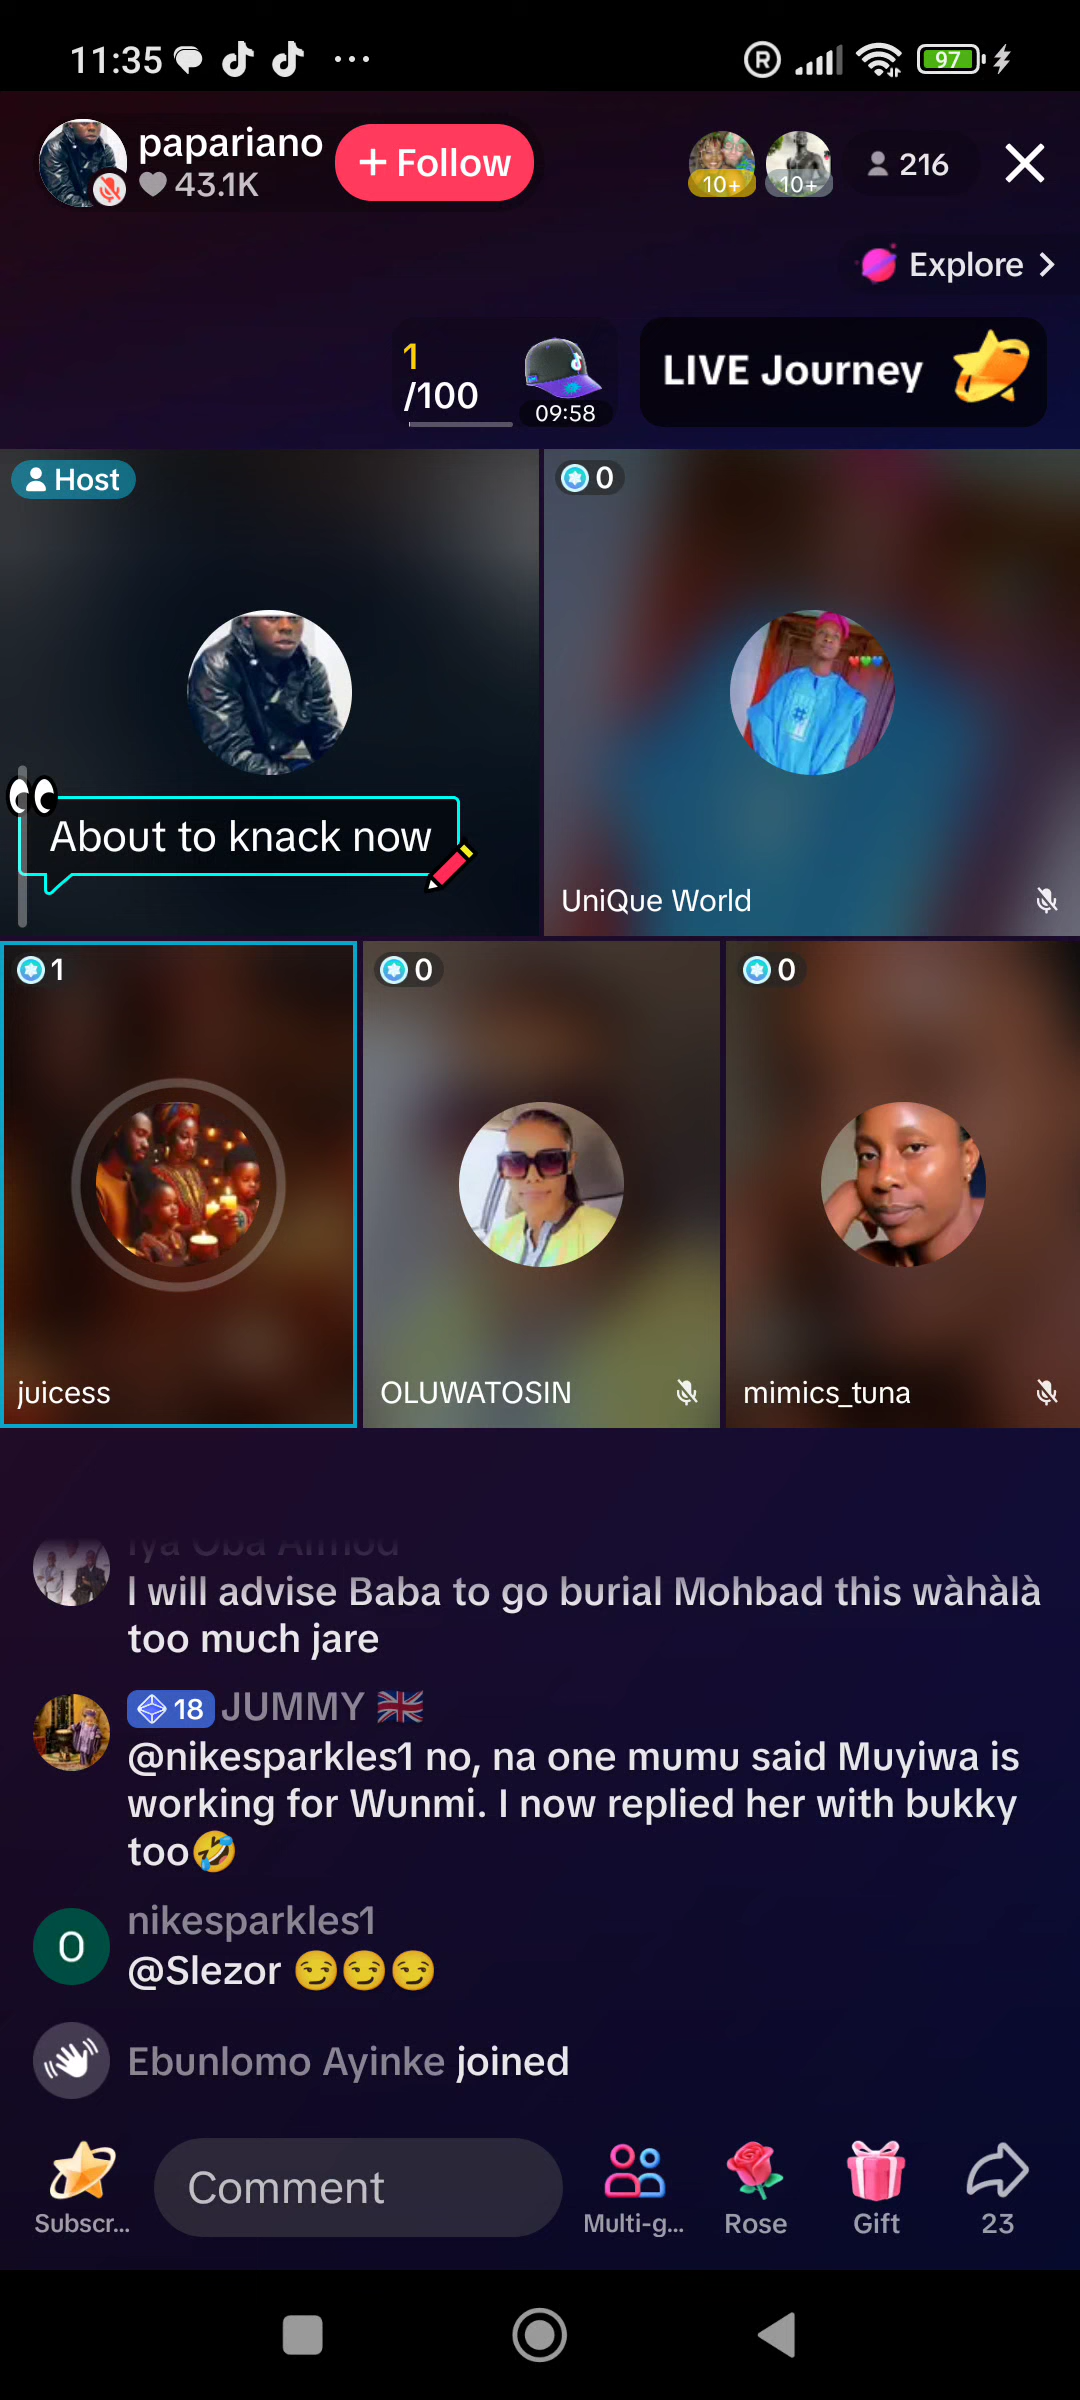 11:35
R
97
papariano
43.1K
+ Follow
10+
10+
216
Explore
1
/100
09:58
LIVE Journey
Host
0
About to knack now
UniQue World
1
0
0
juicess
OLUWATOSIN
mimics_tuna
I will advise Baba to go burial Mohbad this wàhàlà
too much jare
18 JUMMY 🇬🇧
@nikesparkles1 no, na one mumu said Muyiwa is
working for Wunmi. I now replied her with bukky
too🤣
O
nikesparkles1
@Slezor 😏😏😏
Ebunlomo Ayinke joined
Subscr...
Comment
Multi-g...
Rose
Gift
23